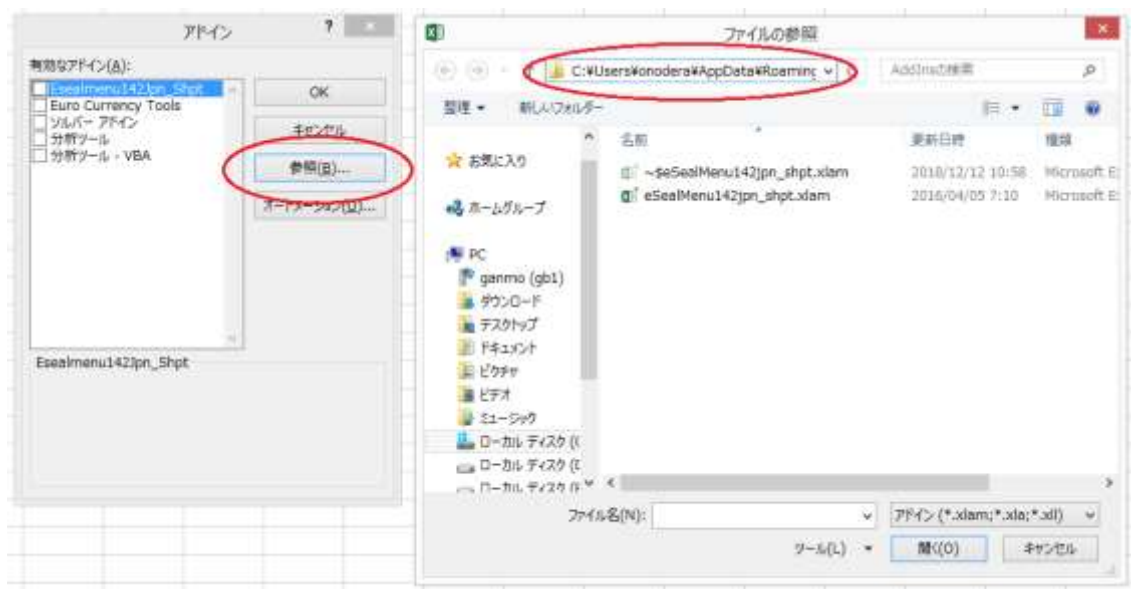 アドイン
?
有効なアドイン(A):
Esealmenu142Jpn_Shpt
Euro Currency Tools
ソルバー アドイン
分析ツール
分析ツール - VBA
OK
キャンセル
参照(B)...
オートメーション(U)...
Esealmenu142Jpn_Shpt
ファイルの参照
C:¥Users¥onodera¥AppData¥Roaming
AddInsの検索
整理
新しいフォルダー
名前
更新日時
種類
~$eSealMenu142jpn_shpt.xlam
2018/12/12 10:58
Microsoft E
eSealMenu142jpn_shpt.xlam
2016/04/05 7:10
Microsoft E
お気に入り
ホームグループ
PC
ganmo (gb1)
ダウンロード
デスクトップ
ドキュメント
ピクチャ
ビデオ
ミュージック
ローカル ディスク (C
ローカル ディスク (
ローカル ディスク (
ファイル名(N):
アドイン (*.xlam;*.xla;*.xll)
ツール(L)
開く(O)
キャンセル